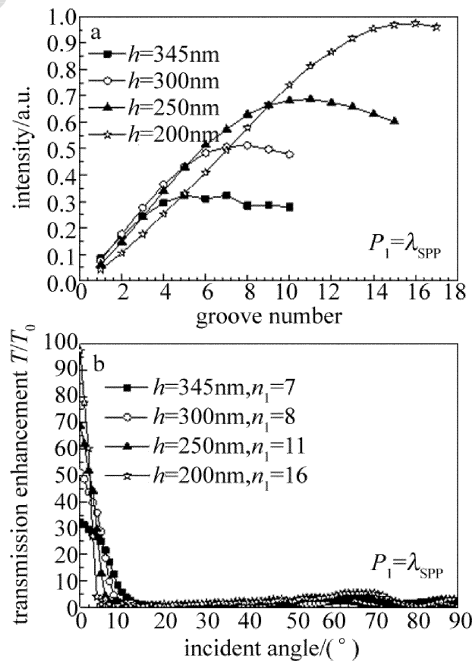 a
h=345nm
h=300nm
h=250nm
h=200nm
intensity/a.u.
1.0
0.9
0.8
0.7
0.6
0.5
0.4
0.3
0.2
0.1
0.0
P₁=λSPP
0 2 4 6 8 10 12 14 16 18
groove number
b
h=345nm,n₁=7
h=300nm,n₁=8
h=250nm,n₁=11
h=200nm,n₁=16
transmission enhancement T/T₀
100
90
80
70
60
50
40
30
20
10
0
P₁=λSPP
0 10 20 30 40 50 60 70 80 90
incident angle/(°)